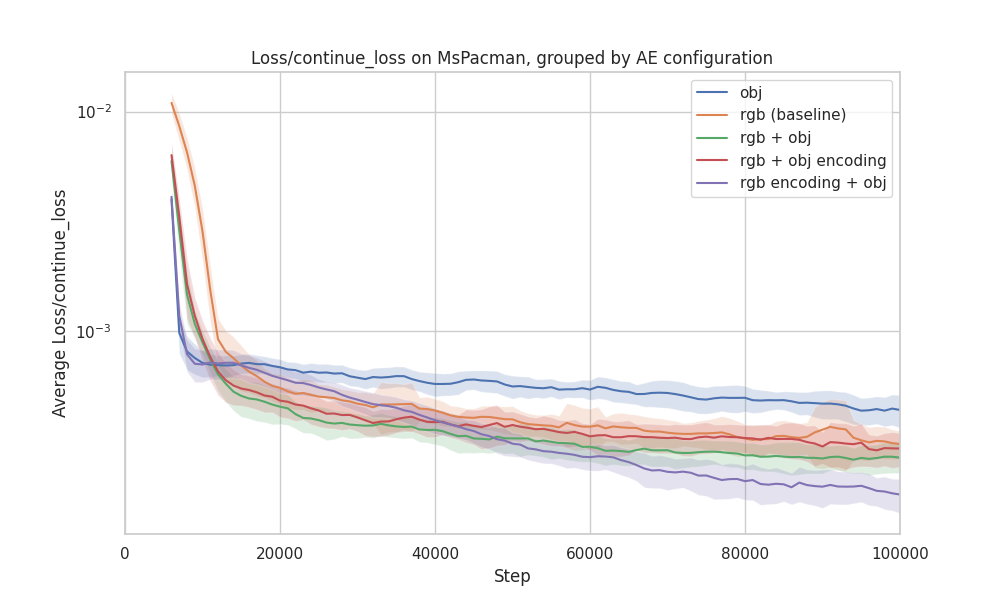 Loss/continue_loss on MsPacman, grouped by AE configuration
obj
rgb (baseline)
rgb + obj
rgb + obj encoding
rgb encoding + obj
Average Loss/continue_loss
10⁻²
10⁻³
0 20000 40000 60000 80000 100000
Step